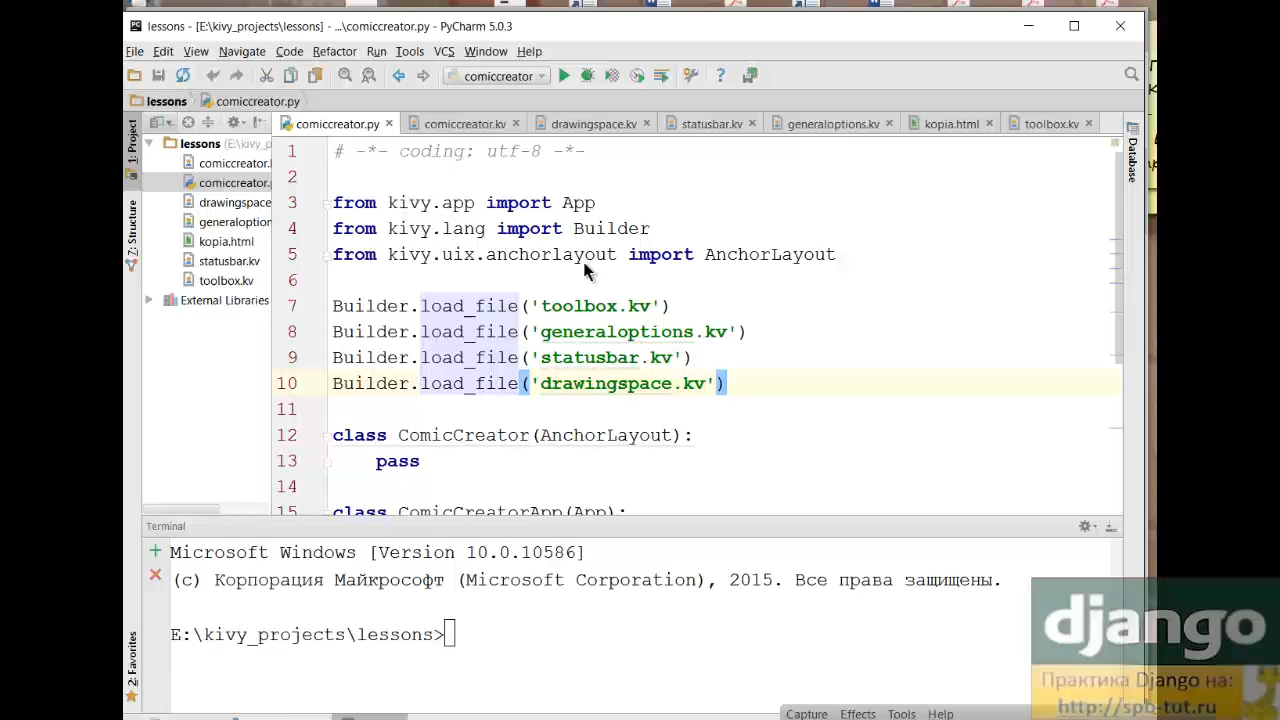 lessons - [E:\kivy_projects\lessons] - ...\comiccreator.py - PyCharm 5.0.3
File Edit View Navigate Code Refactor Run Tools VCS Window Help
comiccreator
lessons comiccreator.py
1: Project
7: Structure
2: Favorites
Database
comiccreator.py comiccreator.kv drawingspace.kv statusbar.kv generaloptions.kv kopia.html toolbox.kv
lessons (E:\kivy_
comiccreator.
comiccreator.
drawingspace
generaloption
kopia.html
statusbar.kv
toolbox.kv
External Libraries
1 # -*- coding: utf-8 -*-
2
3 from kivy.app import App
4 from kivy.lang import Builder
5 from kivy.uix.anchorlayout import AnchorLayout
6
7 Builder.load_file('toolbox.kv')
8 Builder.load_file('generaloptions.kv')
9 Builder.load_file('statusbar.kv')
10 Builder.load_file('drawingspace.kv')
11
12 class ComicCreator(AnchorLayout):
13 pass
14
15 class ComicCreatorApp(App):
Terminal
Microsoft Windows [Version 10.0.10586]
(c) Корпорация Майкрософт (Microsoft Corporation), 2015. Все права защищены.
E:\kivy_projects\lessons>
django
Практика Django на:
http://spb-tut.ru
Capture Effects Tools Help